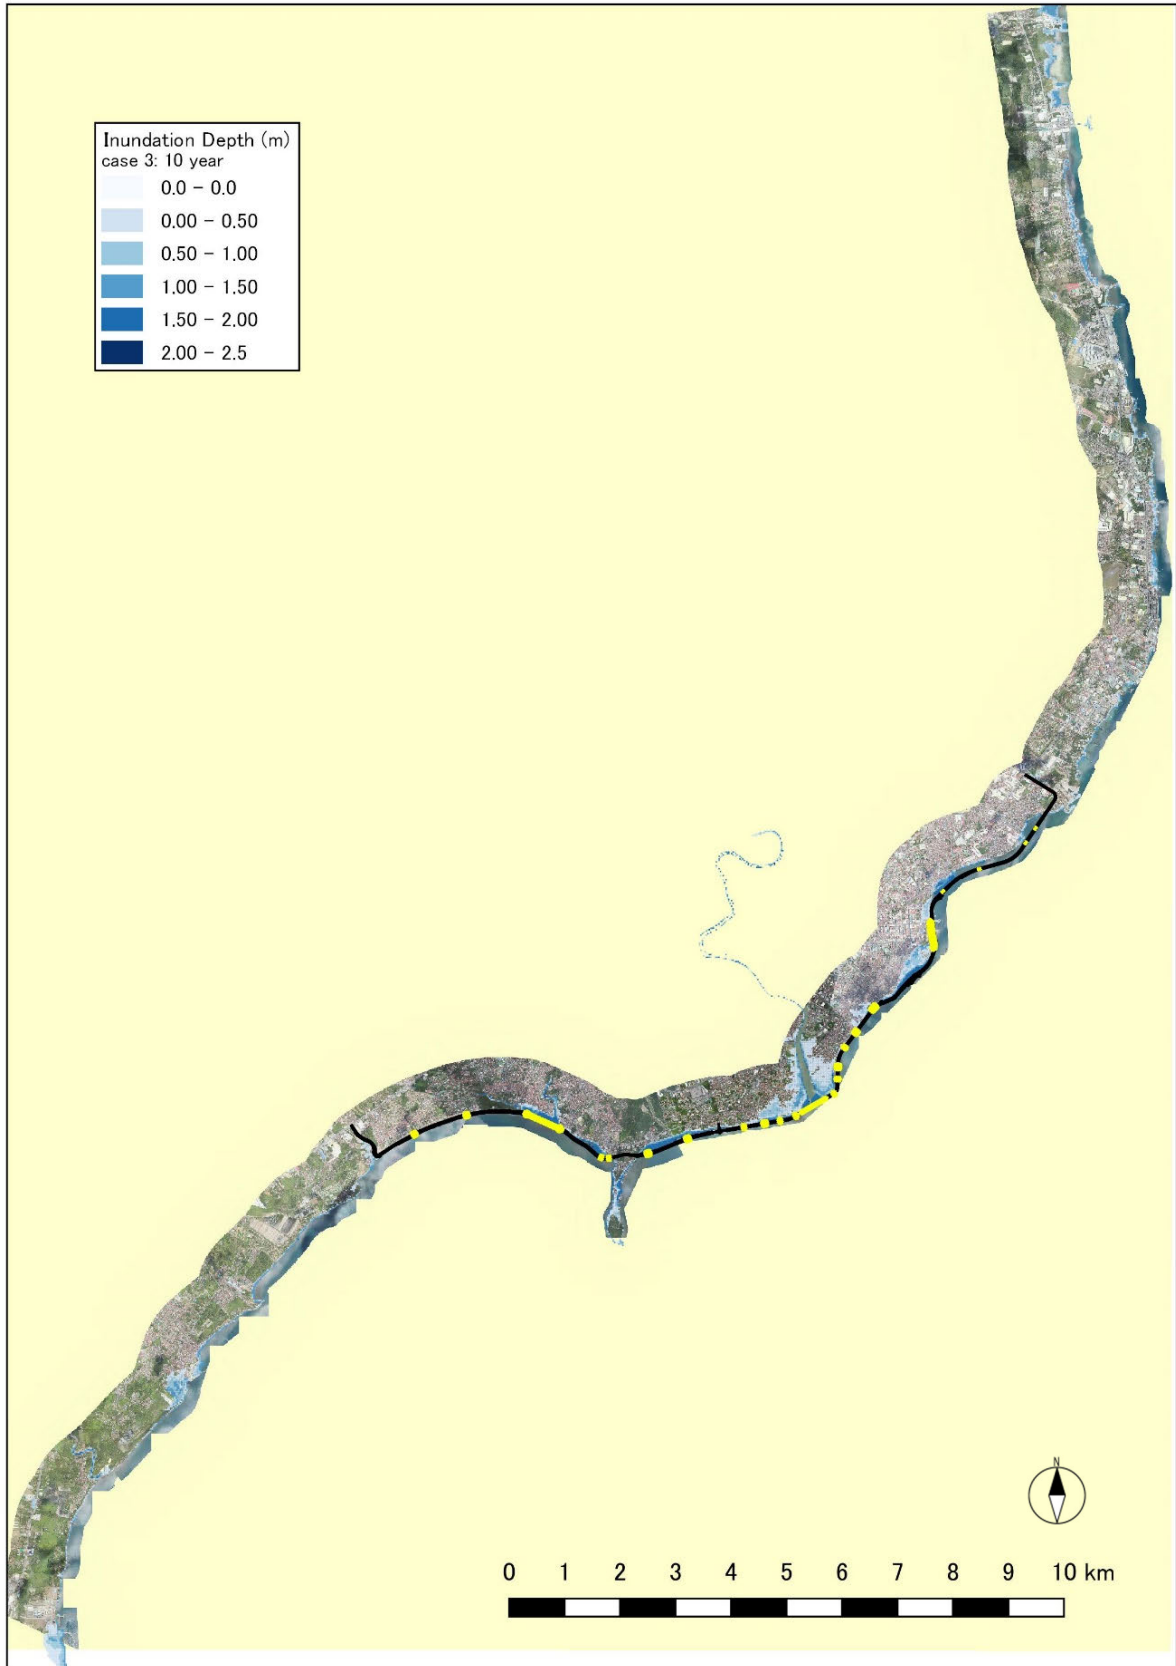 Inundation Depth (m)
case 3: 10 year
0.0 - 0.0
0.00 - 0.50
0.50 - 1.00
1.00 - 1.50
1.50 - 2.00
2.00 - 2.5
N
0 1 2 3 4 5 6 7 8 9 10 km